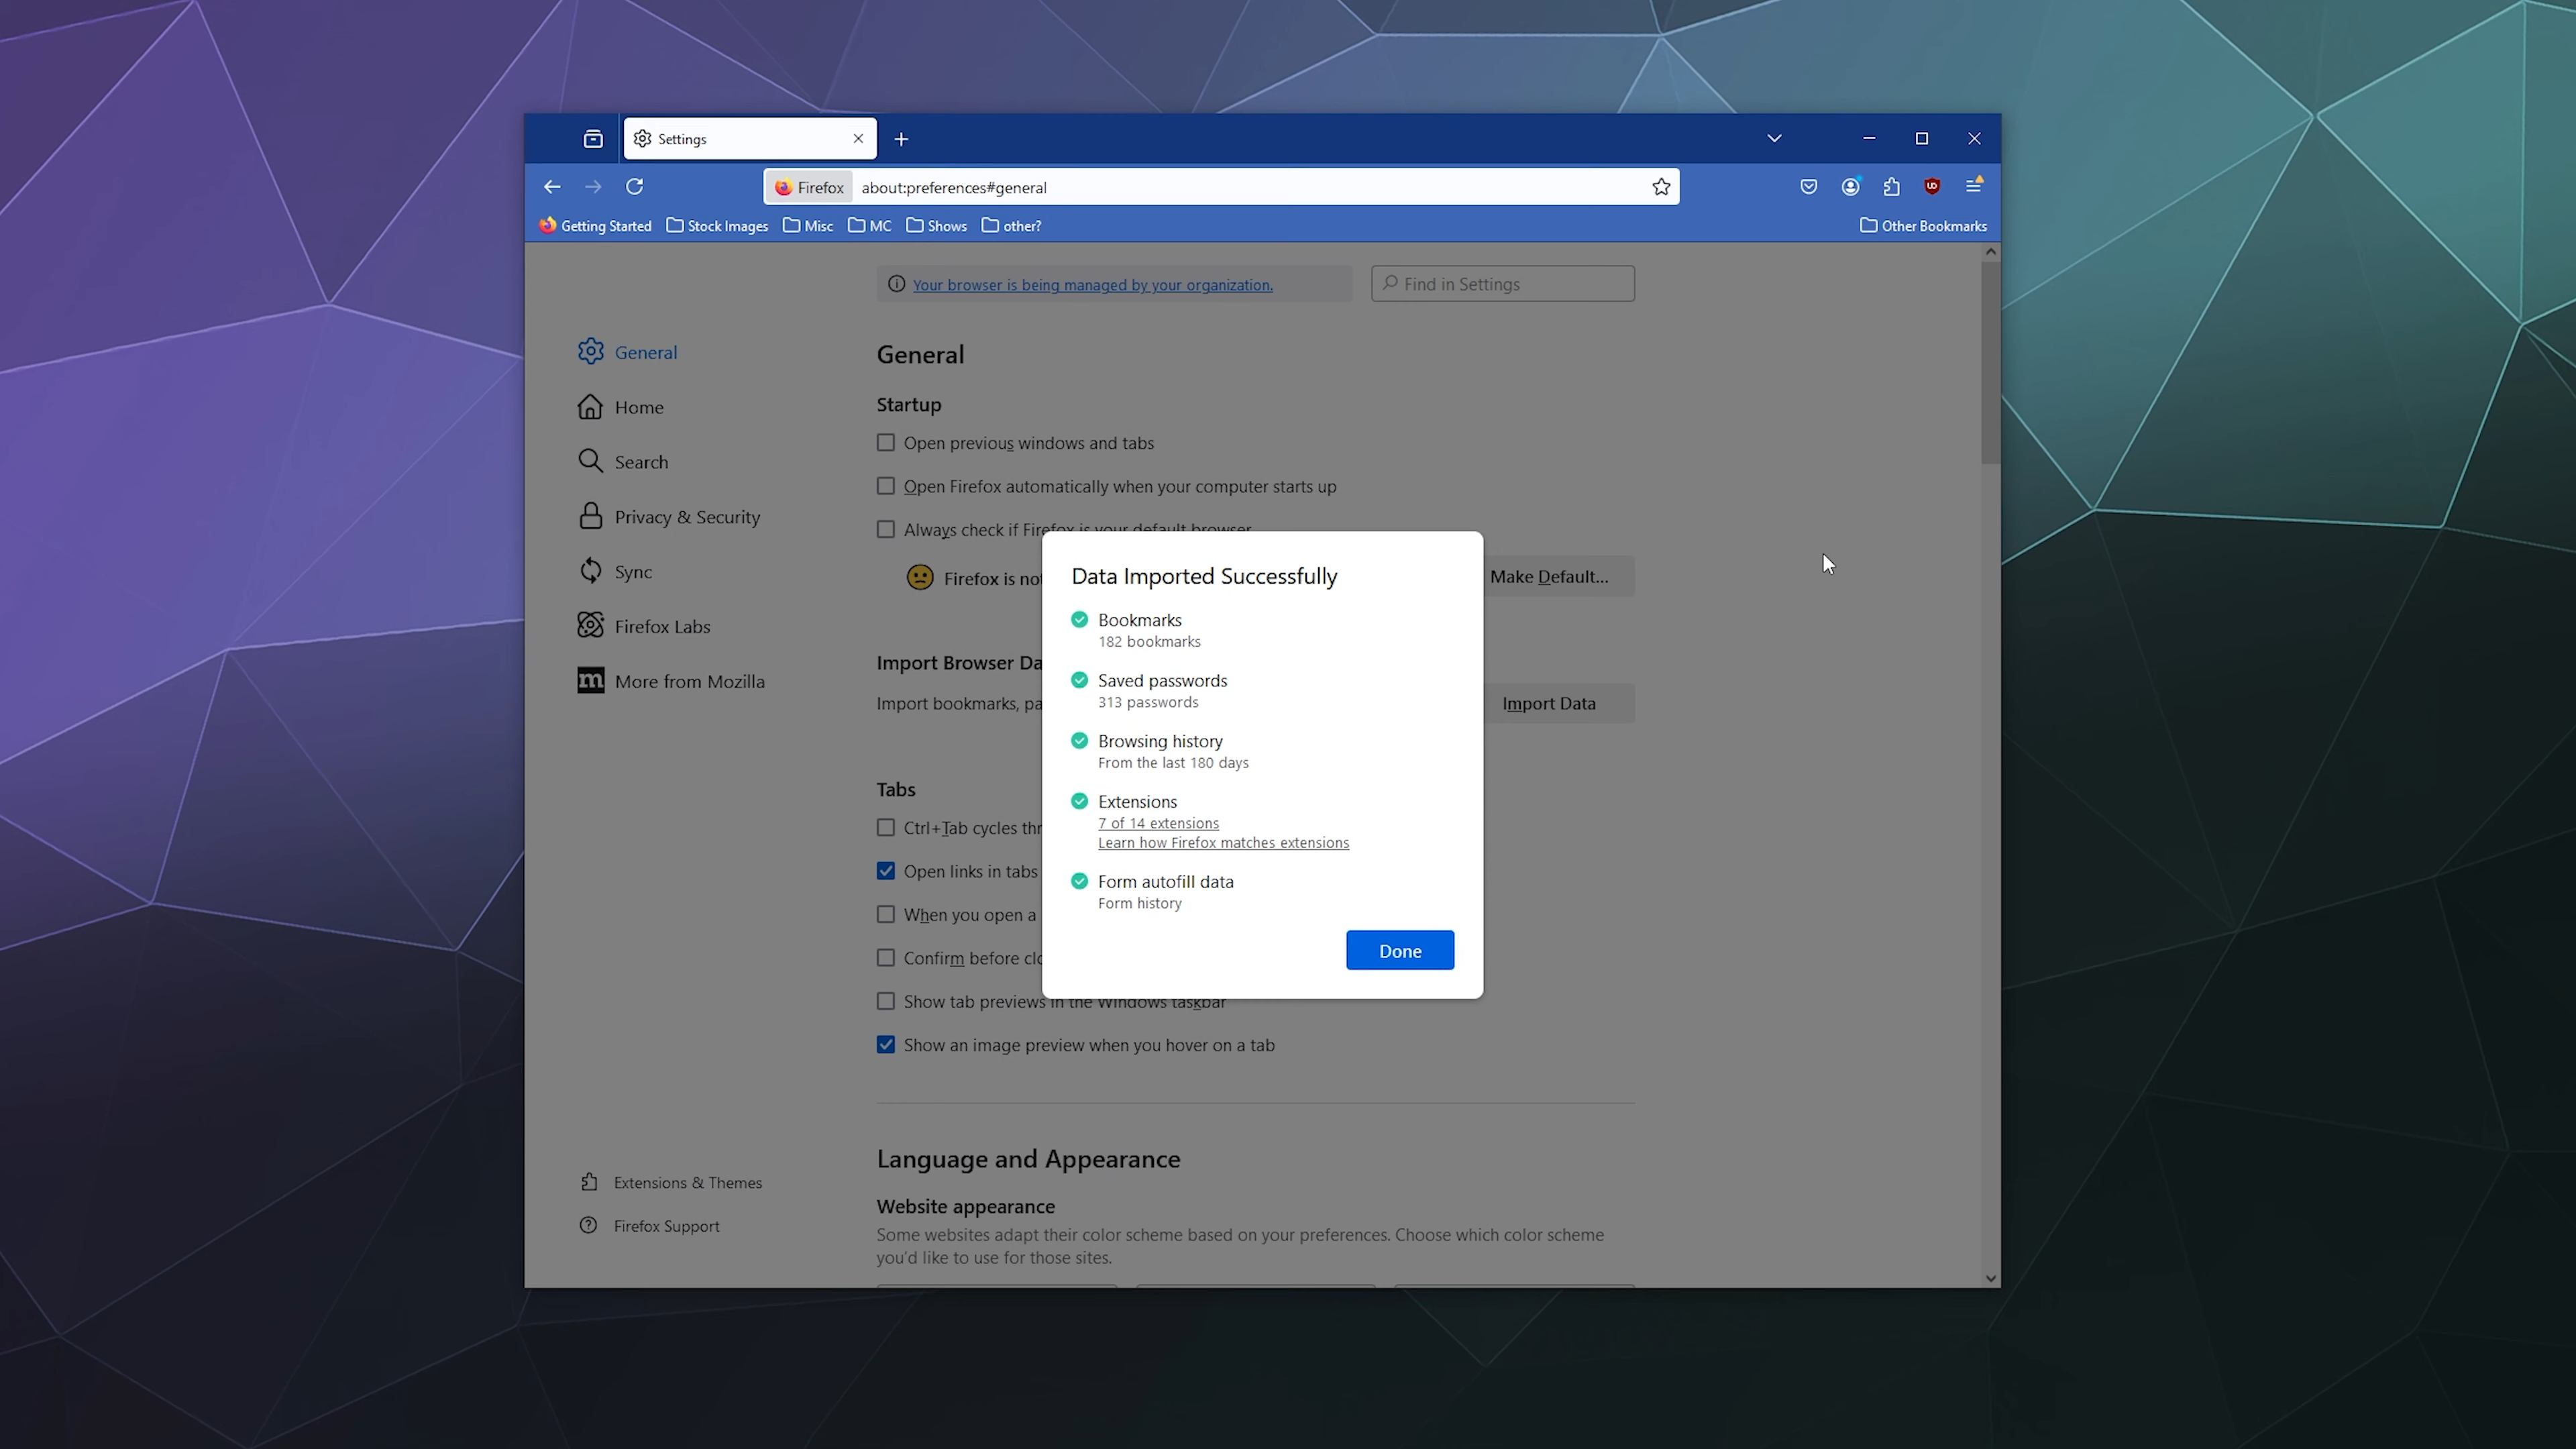 Settings
Firefox
about:preferences#general
Getting Started
Stock Images
Misc
MC
Shows
other?
Other Bookmarks
Your browser is being managed by your organization.
Find in Settings
General
Home
Search
Privacy & Security
Sync
Firefox Labs
m More from Mozilla
Extensions & Themes
Firefox Support
General
Startup
Open previous windows and tabs
Open Firefox automatically when your computer starts up
Always check if Firefox is your default browser
Firefox is not
Make Default...
Import Browser Da
Import bookmarks, pa
Import Data
Tabs
Ctrl+Tab cycles thr
Open links in tabs
When you open a
Confirm before clo
Show tab previews in the Windows taskbar
Show an image preview when you hover on a tab
Language and Appearance
Website appearance
Some websites adapt their color scheme based on your preferences. Choose which color scheme
you'd like to use for those sites.
Data Imported Successfully
Bookmarks
182 bookmarks
Saved passwords
313 passwords
Browsing history
From the last 180 days
Extensions
7 of 14 extensions
Learn how Firefox matches extensions
Form autofill data
Form history
Done